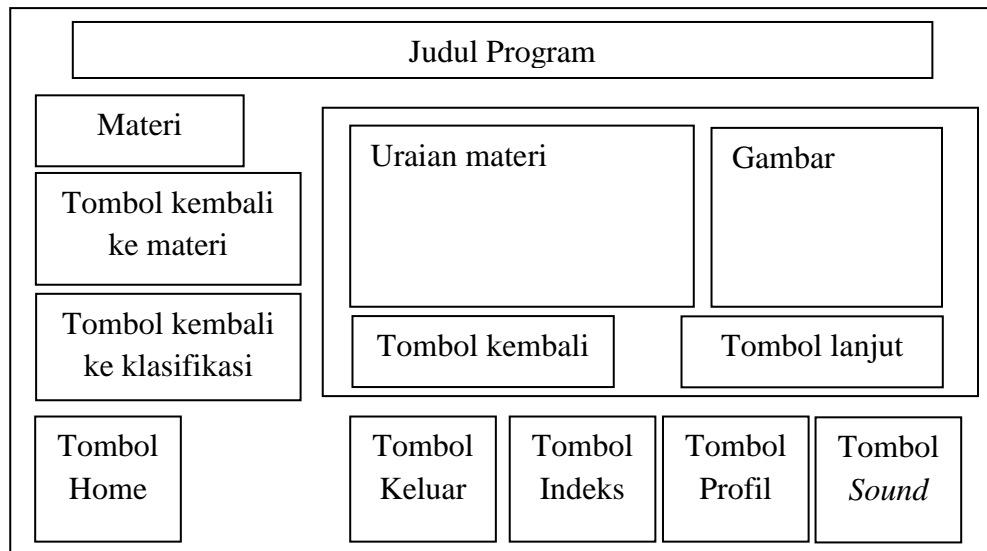 Judul Program
Materi
Tombol kembali
ke materi
Tombol kembali
ke klasifikasi
Uraian materi
Gambar
Tombol kembali
Tombol lanjut
Tombol
Home
Tombol
Keluar
Tombol
Indeks
Tombol
Profil
Tombol
Sound